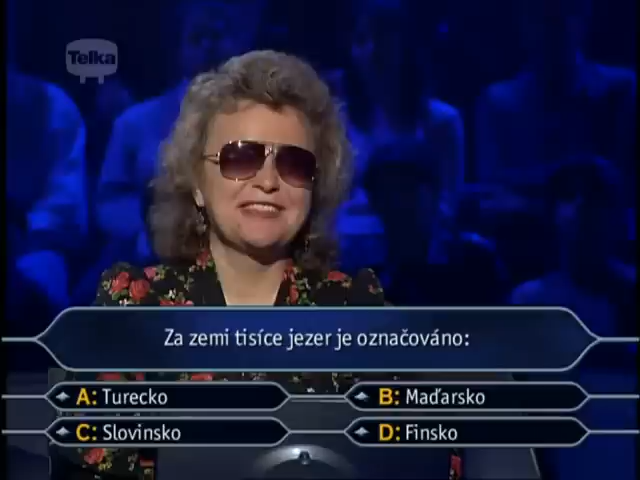 Telka
Za zemi tisíce jezer je označováno:
A: Turecko
B: Maďarsko
C: Slovinsko
D: Finsko